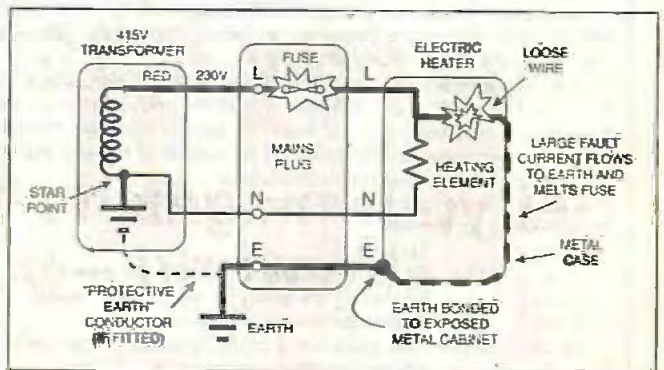 415V
TRANSFORMER
RED
230V
L
FUSE
L
ELECTRIC
HEATER
LOOSE
WIRE
MAINS
PLUG
HEATING
ELEMENT
LARGE FAULT
CURRENT FLOWS
TO EARTH AND
MELTS FUSE
STAR
POINT
N
N
METAL
CASE
E
E
"PROTECTIVE
EARTH"
CONDUCTOR
(IF FITTED)
EARTH
EARTH BONDED
TO EXPOSED
METAL CABINET